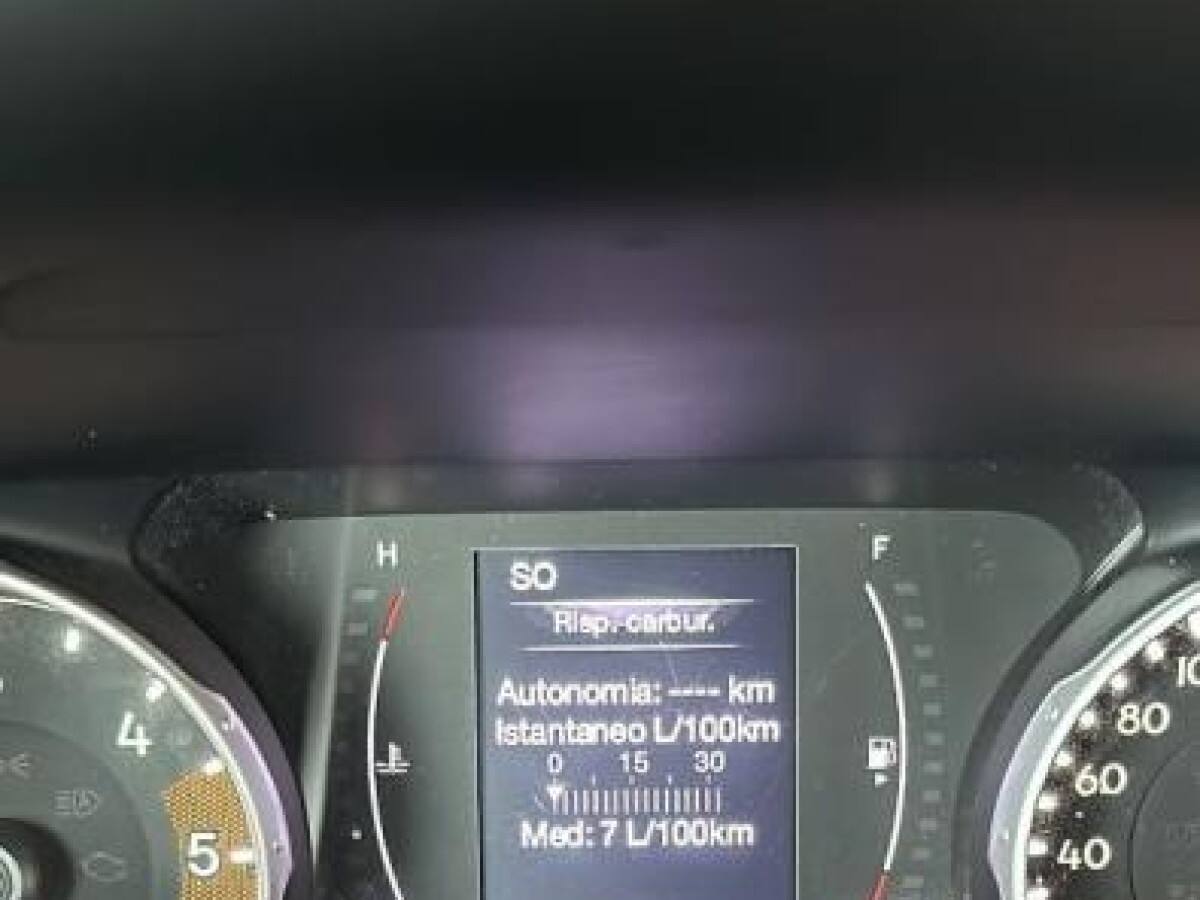 H
F
SO
Risp. carbur.
Autonomia: ---- km
Istantaneo L/100km
0 15 30
Med: 7 L/100km
4
5
80
60
40